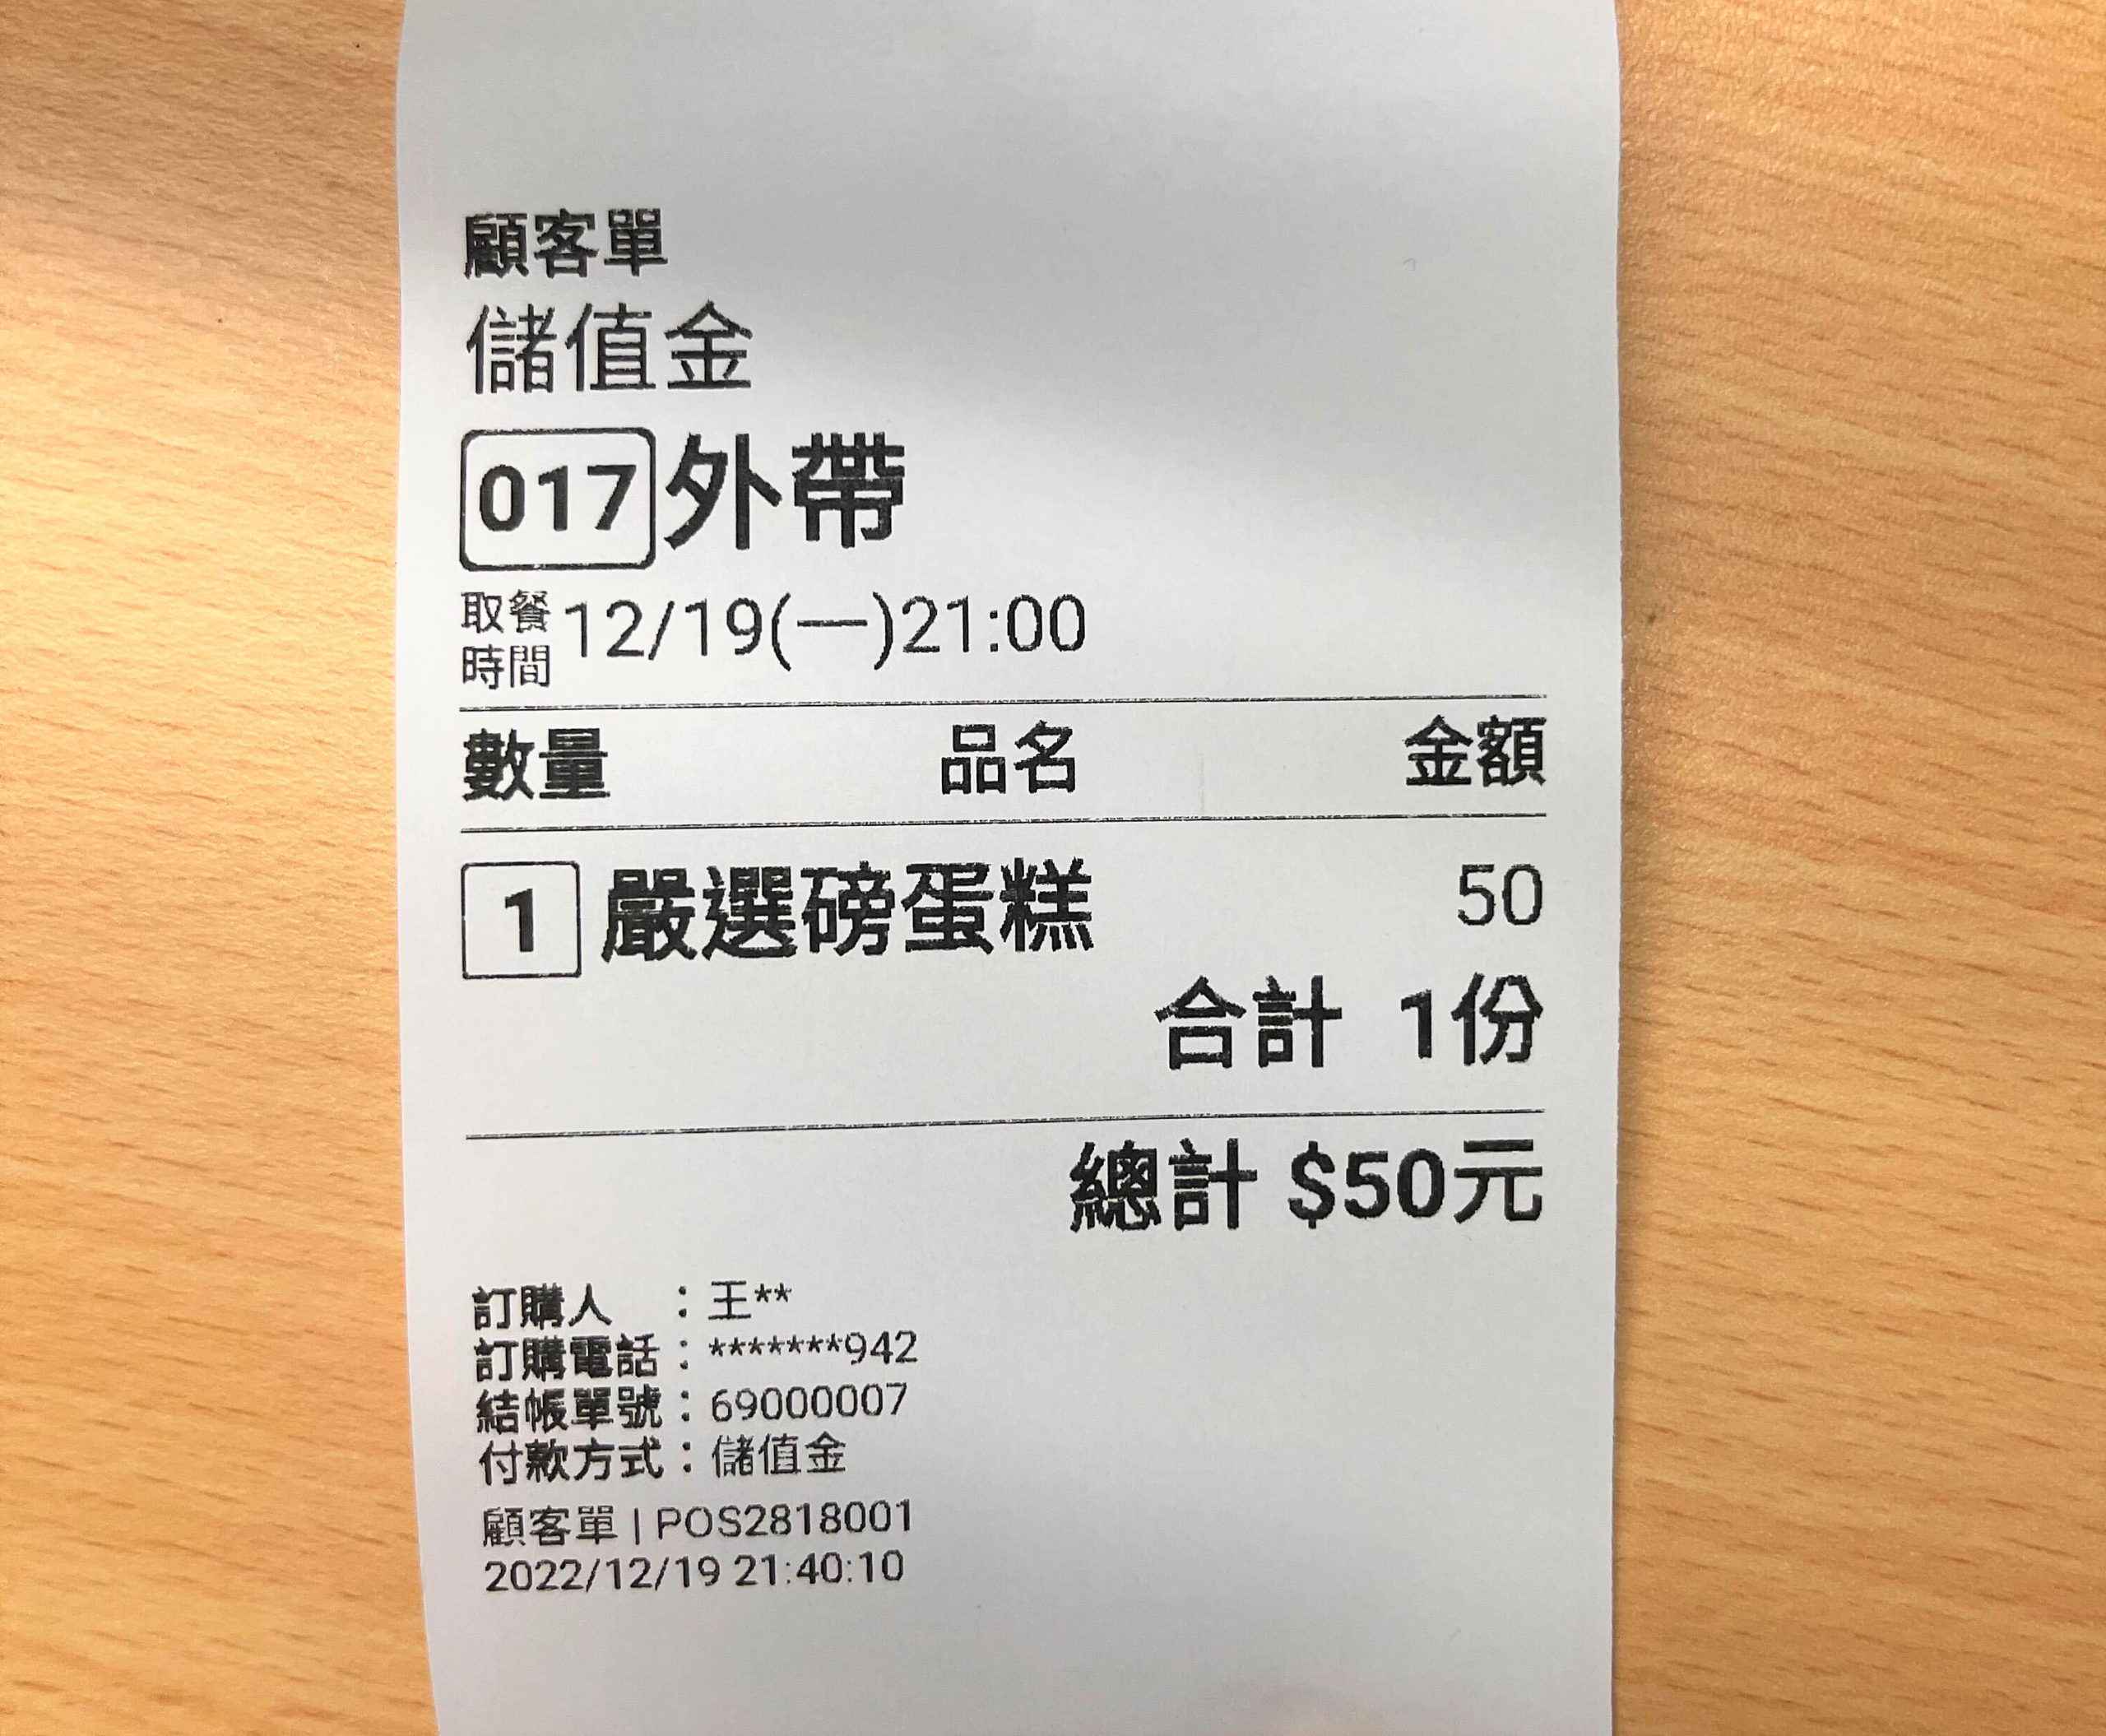 顧客單
儲值金
017 外帶
取餐時間 12/19(一)21:00
數量 品名 金額
1 嚴選磅蛋糕 50
合計 1份
總計 $50元
訂購人 ：王**
訂購電話：*******942
結帳單號：69000007
付款方式：儲值金
顧客單 | POS2818001
2022/12/19 21:40:10